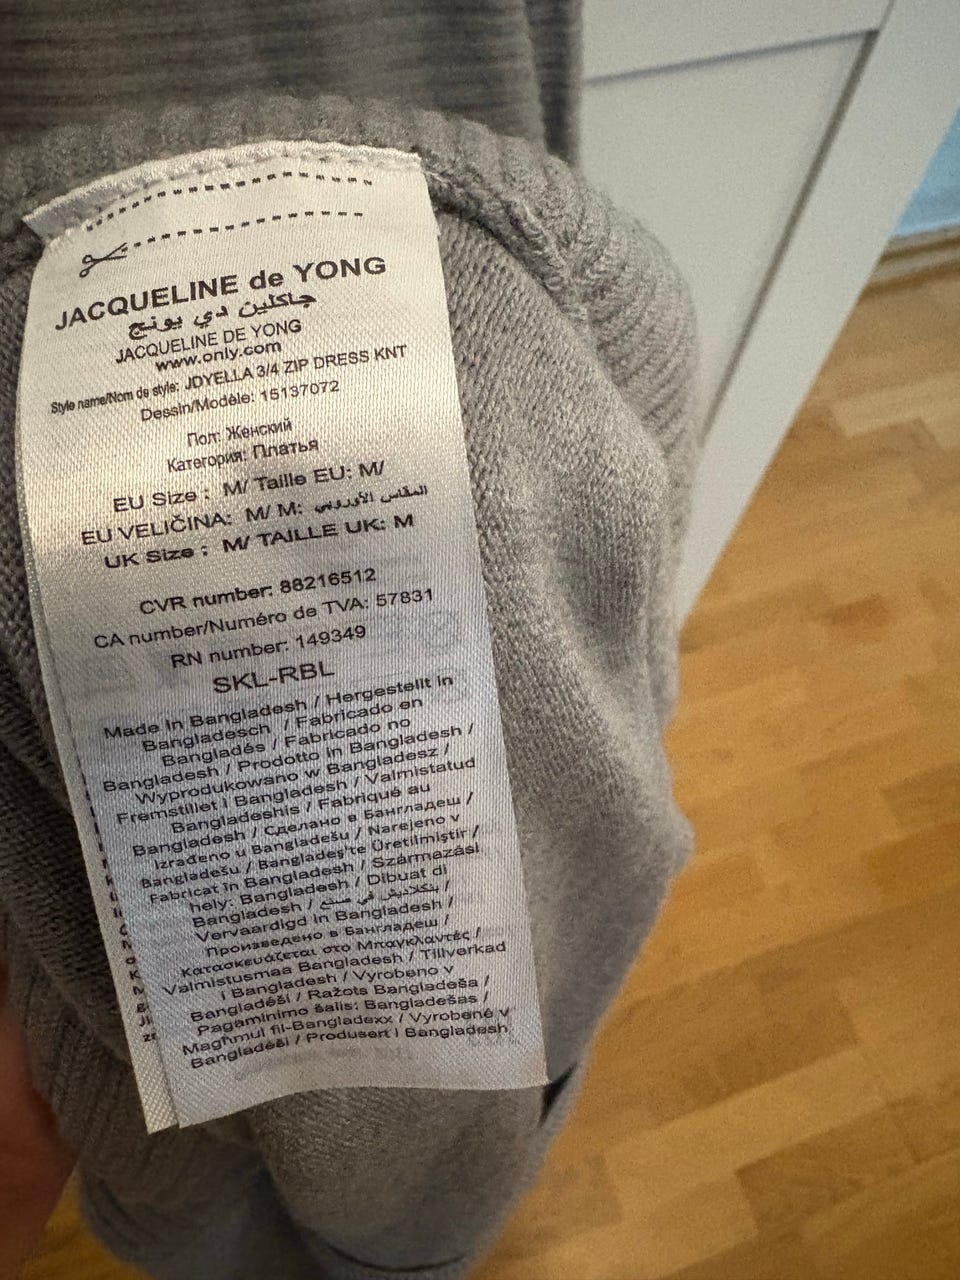 JACQUELINE de YONG
جاكلين دي يونج
JACQUELINE DE YONG
www.only.com
Style name/Nom de style: JDYELLA 3/4 ZIP DRESS KNT
Dessin/Modèle: 15137072
Пол: Женский
Категория: Платья
EU Size : M/ Taille EU: M/
EU VELIČINA: M/ M: المقاس الأوروبي
UK Size : M/ TAILLE UK: M
CVR number: 88216512
CA number/Numéro de TVA: 57831
RN number: 149349
SKL-RBL
Made in Bangladesh / Hergestellt in
Bangladesch / Fabricado en
Bangladés / Fabricado no
Bangladesh / Prodotto in Bangladesh /
Wyprodukowano w Bangladesz /
Fremstillet i Bangladesh / Valmistatud
Bangladeshis / Fabriqué au
Bangladesh / Сделано в Бангладеш /
Izrađeno u Bangladešu / Narejeno v
Bangladešu / Bangladeş'te Üretilmiştir /
Fabricat în Bangladesh / Származási
hely: Bangladesh / Dibuat di
Bangladesh / بنگلاديش في صنع /
Vervaardigd in Bangladesh /
Произведено в Бангладеш /
Κατασκευάζεται στο Μπαγκλαντές /
Valmistusmaa Bangladesh / Tillverkad
i Bangladesh / Vyrobeno v
Bangladéši / Ražots Bangladeša /
Pagaminimo šalis: Bangladešas /
Magħmul fil-Bangladexx / Vyrobené v
Bangladéši / Produsert i Bangladesh